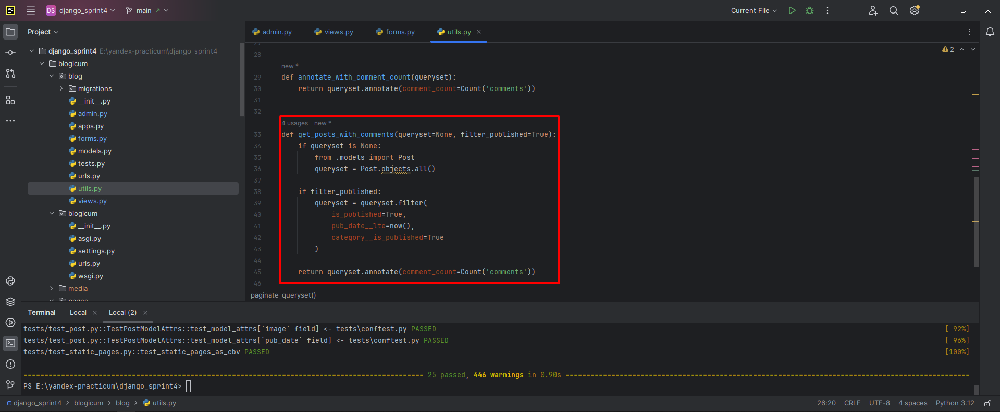 PC
DS django_sprint4 main
Current File
Project
django_sprint4 E:\yandex-practicum\django_sprint4
blogicum
blog
migrations
__init__.py
admin.py
apps.py
forms.py
models.py
tests.py
urls.py
utils.py
views.py
blogicum
__init__.py
asgi.py
settings.py
urls.py
wsgi.py
media
pages
admin.py views.py forms.py utils.py
2
27
28
new *
29 def annotate_with_comment_count(queryset):
30 return queryset.annotate(comment_count=Count('comments'))
31
32
4 usages new *
33 def get_posts_with_comments(queryset=None, filter_published=True):
34 if queryset is None:
35 from .models import Post
36 queryset = Post.objects.all()
37
38 if filter_published:
39 queryset = queryset.filter(
40 is_published=True,
41 pub_date__lte=now(),
42 category__is_published=True
43 )
44
45 return queryset.annotate(comment_count=Count('comments'))
46
paginate_queryset()
Terminal Local Local (2)
tests/test_post.py::TestPostModelAttrs::test_model_attrs[`image` field] <- tests\conftest.py PASSED [ 92%]
tests/test_post.py::TestPostModelAttrs::test_model_attrs[`pub_date` field] <- tests\conftest.py PASSED [ 96%]
tests/test_static_pages.py::test_static_pages_as_cbv PASSED [100%]
================================================================================================ 25 passed, 446 warnings in 0.90s =================================================================================================
PS E:\yandex-practicum\django_sprint4>
django_sprint4 > blogicum > blog > utils.py 26:20 CRLF UTF-8 4 spaces Python 3.12